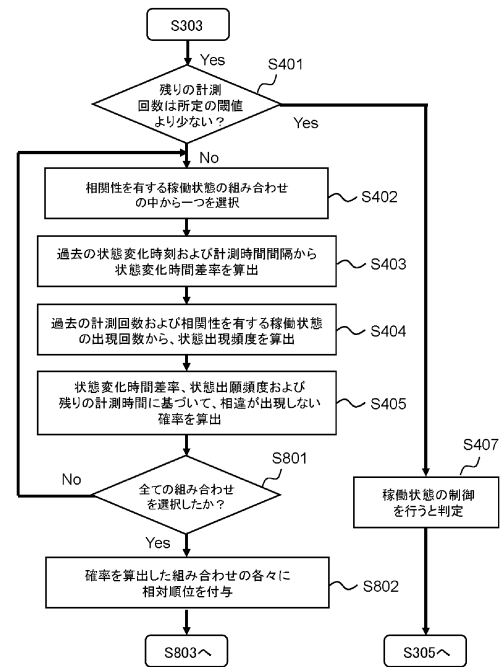 S303
Yes
S401
残りの計測
回数は所定の閾値
より少ない？
Yes
No
相関性を有する稼働状態の組み合わせ
の中から一つを選択
S402
過去の状態変化時刻および計測時間間隔から
状態変化時間差率を算出
S403
過去の計測回数および相関性を有する稼働状態
の出現回数から、状態出現頻度を算出
S404
状態変化時間差率、状態出願頻度および
残りの計測時間に基づいて、相違が出現しない
確率を算出
S405
S801
No
全ての組み合わせ
を選択したか？
S407
稼働状態の制御
を行うと判定
Yes
確率を算出した組み合わせの各々に
相対順位を付与
S802
S803へ
S305へ